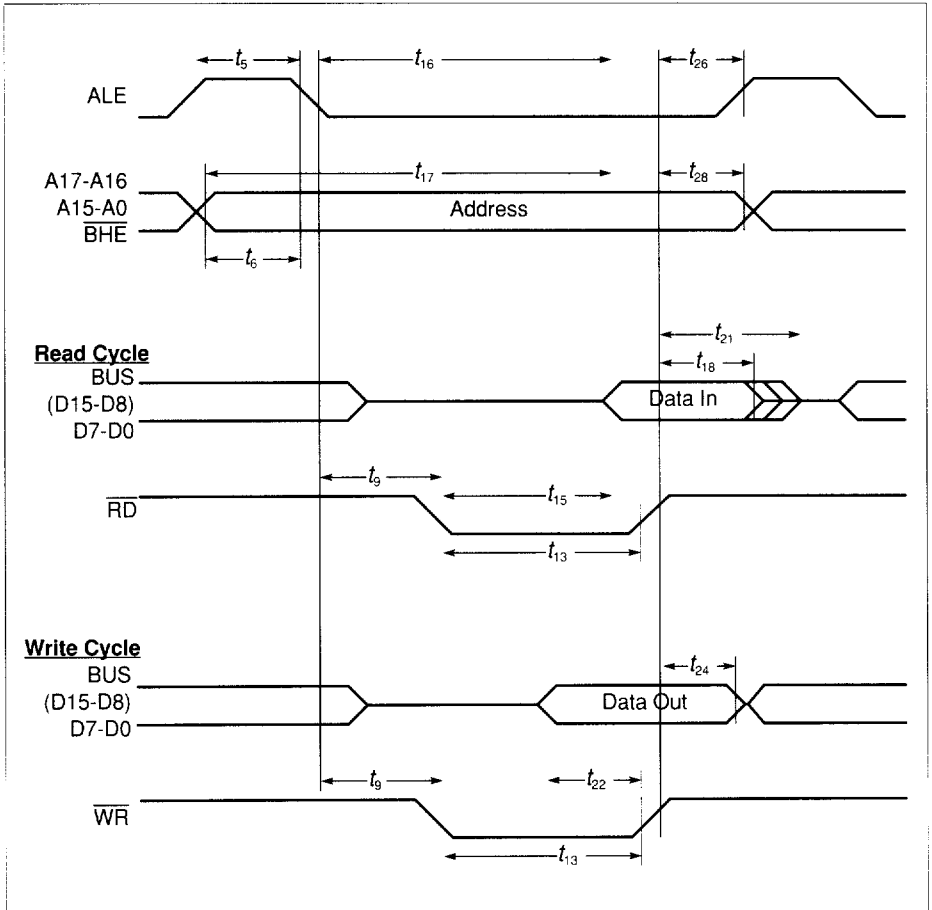 t5
t16
t26
ALE
A17-A16
t17
t28
A15-A0
Address
BHE
t6
t21
Read Cycle
t18
BUS
(D15-D8)
Data In
D7-D0
t9
t15
RD
t13
Write Cycle
t24
BUS
(D15-D8)
Data Out
D7-D0
t9
t22
WR
t13